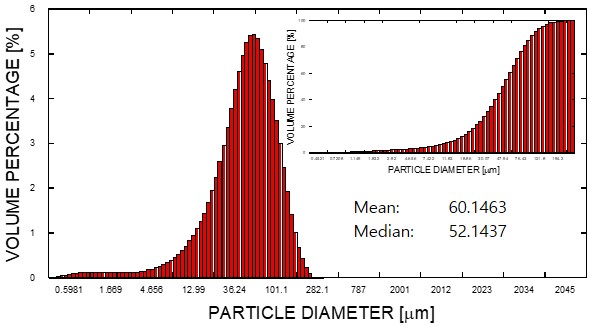 6
5
4
3
2
1
0
VOLUME PERCENTAGE [%]
0.5981 1.669 4.656 12.99 36.24 101.1 282.1 787 2001 2012 2023 2034 2045
PARTICLE DIAMETER [μm]
VOLUME PERCENTAGE [%]
100
80
60
40
20
0
PARTICLE DIAMETER [μm]
Mean: 60.1463
Median: 52.1437